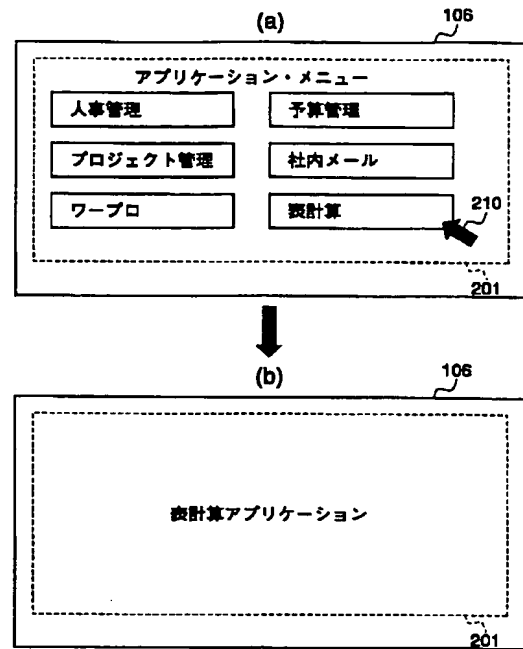 (a)
106
アプリケーション・メニュー
人事管理
予算管理
プロジェクト管理
社内メール
ワープロ
表計算
210
201
(b)
106
表計算アプリケーション
201